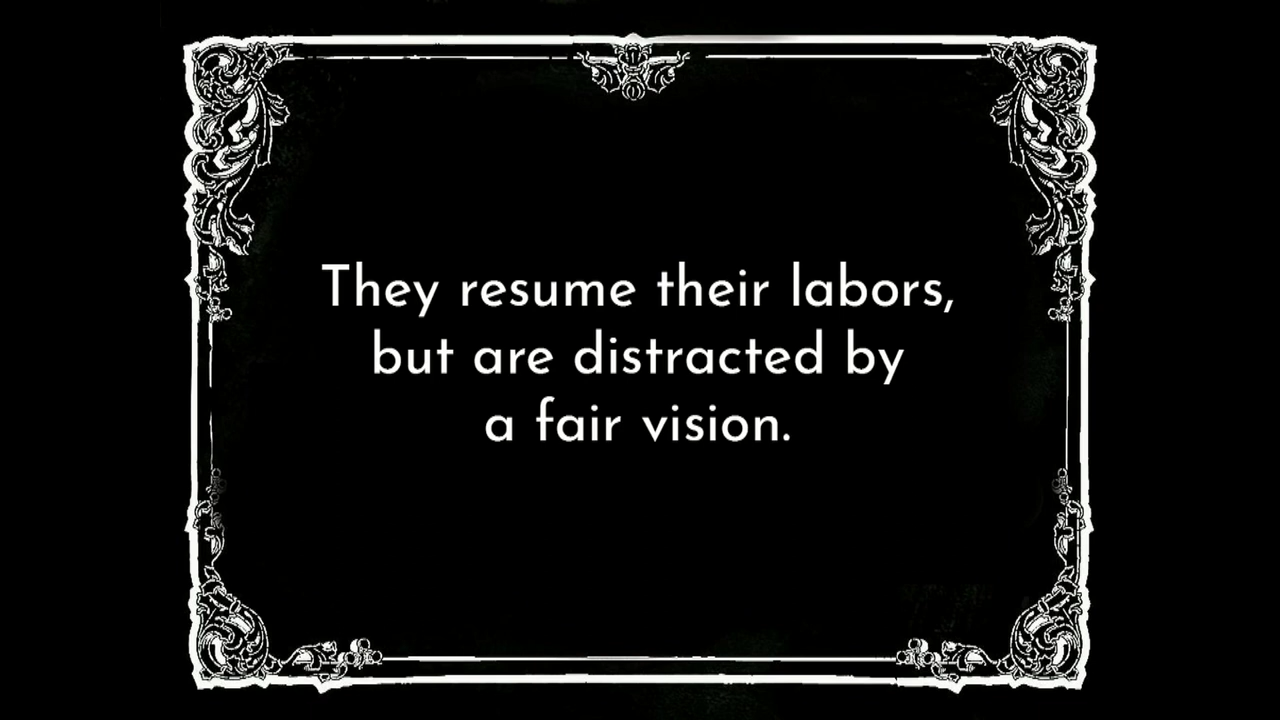 They resume their labors,
but are distracted by
a fair vision.